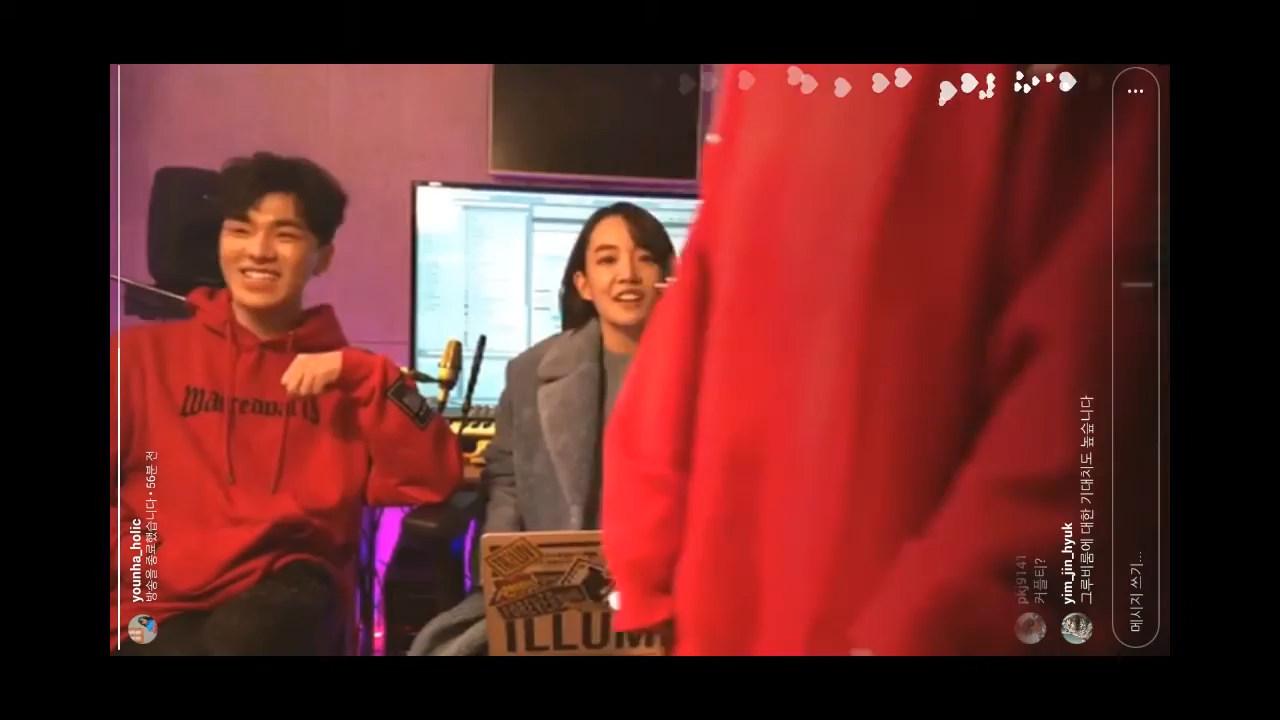 younha_holic
방송을 종료했습니다 • 56분 전
pkj9141
커플티?
yim_jin_hyuk
그루비룸에 대한 기대치도 높슾니다
메시지 쓰기...
ILLUM